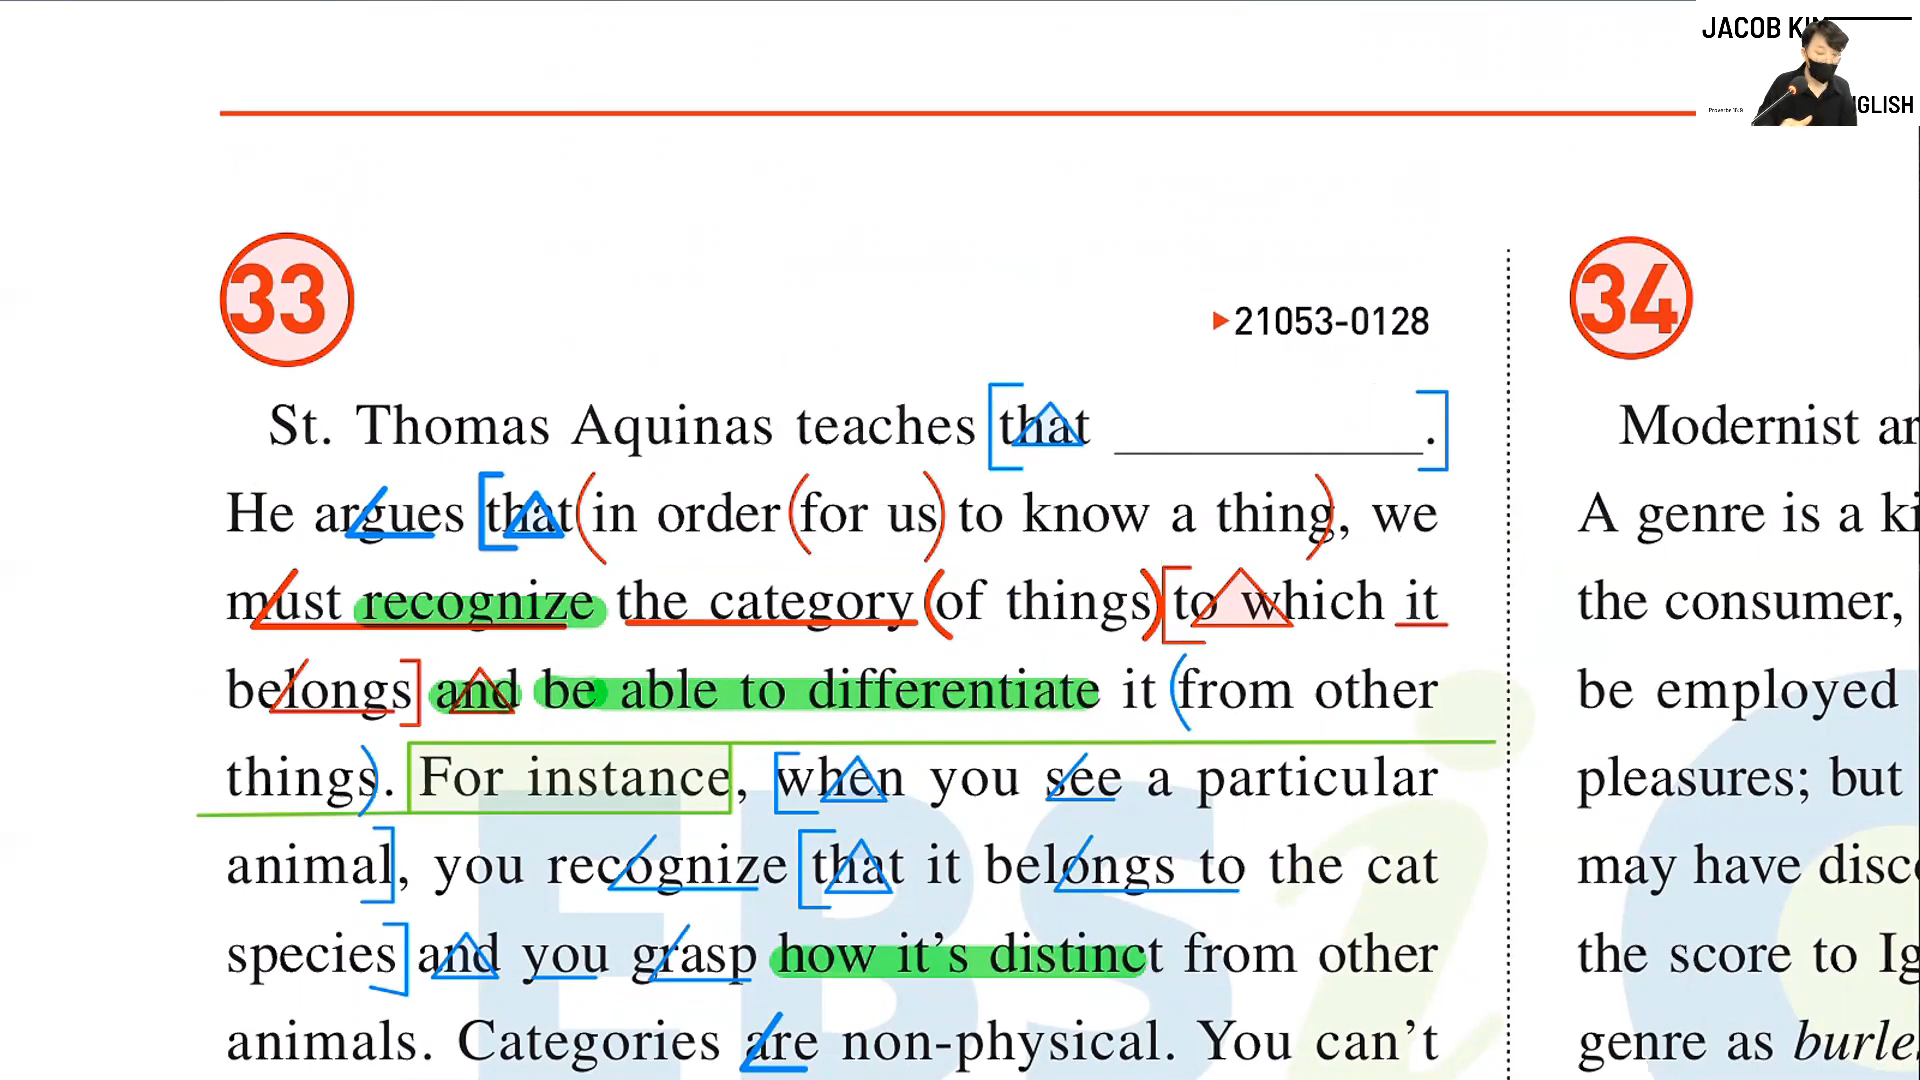 JACOB KIM
ENGLISH
33
▶21053-0128
St. Thomas Aquinas teaches that ____________.
He argues that in order for us to know a thing, we
must recognize the category of things to which it
belongs and be able to differentiate it from other
things. For instance, when you see a particular
animal, you recognize that it belongs to the cat
species and you grasp how it's distinct from other
animals. Categories are non-physical. You can't
34
Modernist ar
A genre is a ki
the consumer,
be employed
pleasures; but
may have disc
the score to Ig
genre as burle
EBSi